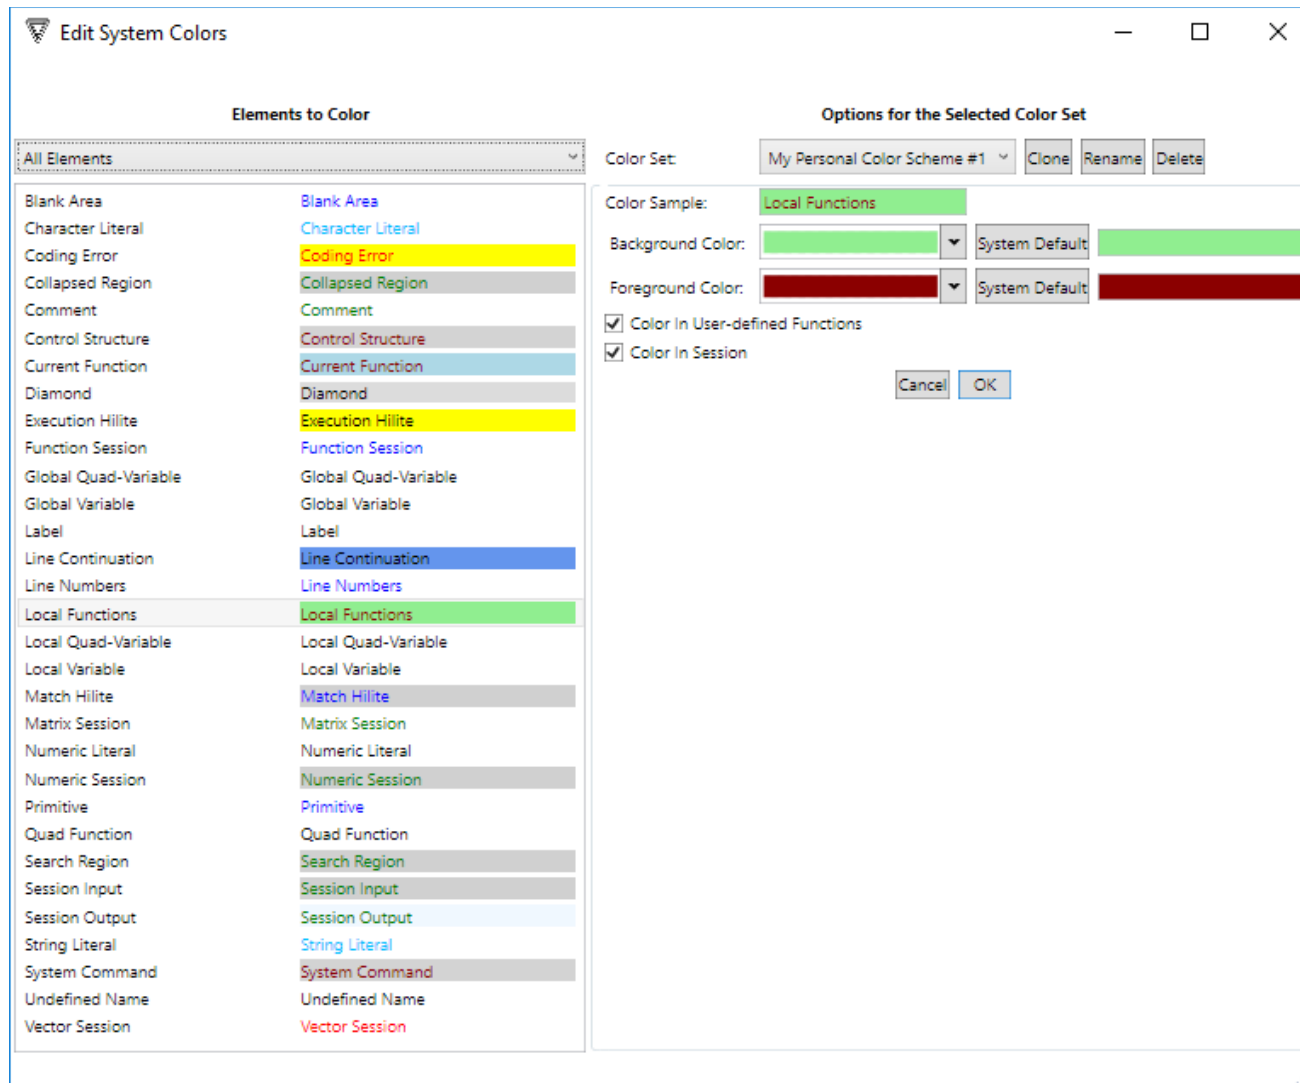 Edit System Colors
Elements to Color
All Elements
Blank Area Blank Area
Character Literal Character Literal
Coding Error Coding Error
Collapsed Region Collapsed Region
Comment Comment
Control Structure Control Structure
Current Function Current Function
Diamond Diamond
Execution Hilite Execution Hilite
Function Session Function Session
Global Quad-Variable Global Quad-Variable
Global Variable Global Variable
Label Label
Line Continuation Line Continuation
Line Numbers Line Numbers
Local Functions Local Functions
Local Quad-Variable Local Quad-Variable
Local Variable Local Variable
Match Hilite Match Hilite
Matrix Session Matrix Session
Numeric Literal Numeric Literal
Numeric Session Numeric Session
Primitive Primitive
Quad Function Quad Function
Search Region Search Region
Session Input Session Input
Session Output Session Output
String Literal String Literal
System Command System Command
Undefined Name Undefined Name
Vector Session Vector Session
Options for the Selected Color Set
Color Set: My Personal Color Scheme #1 Clone Rename Delete
Color Sample: Local Functions
Background Color: System Default
Foreground Color: System Default
Color In User-defined Functions
Color In Session
Cancel OK